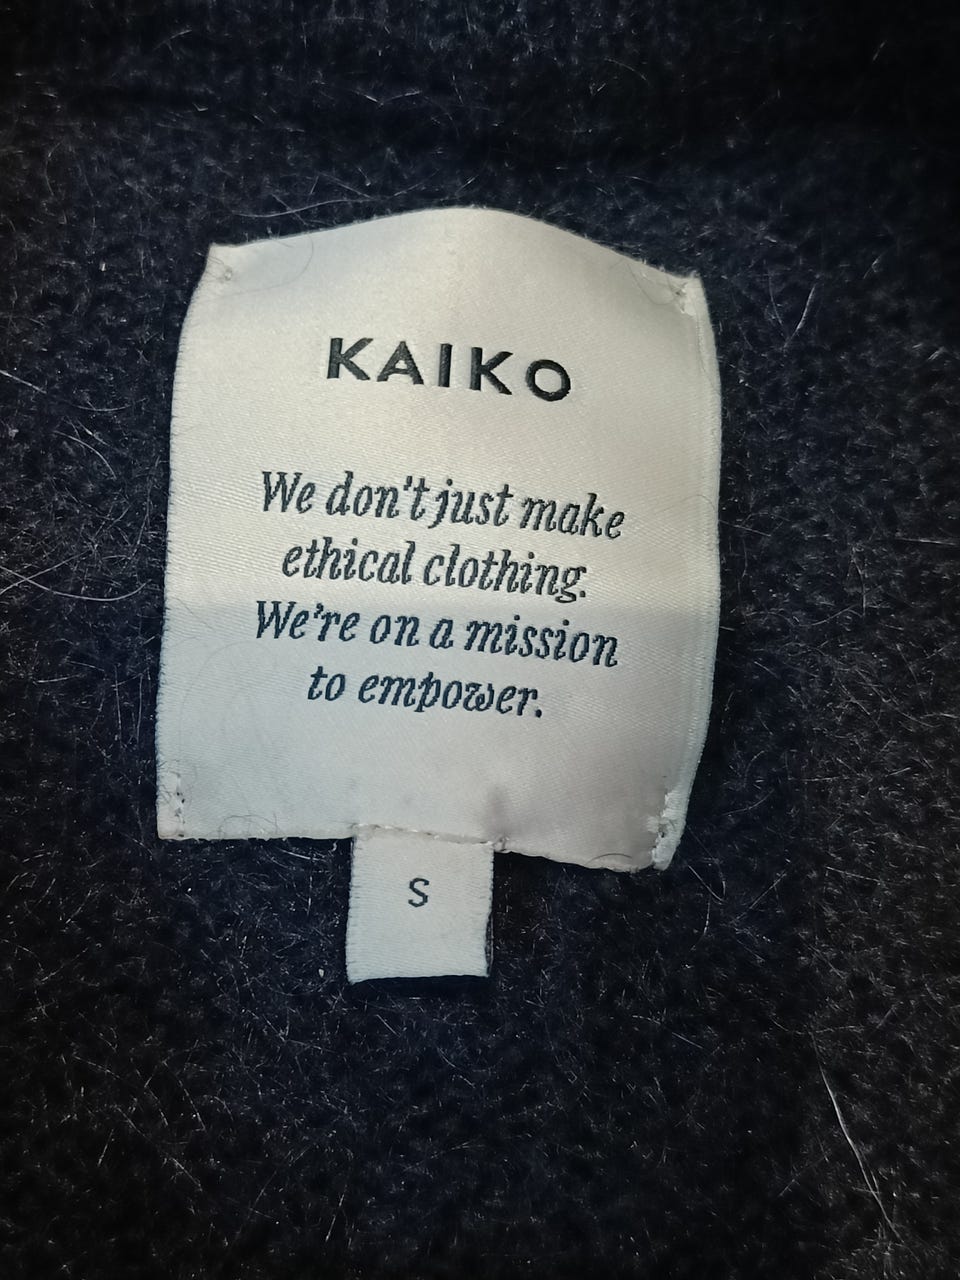 KAIKO
We don't just make
ethical clothing.
We're on a mission
to empower.
S